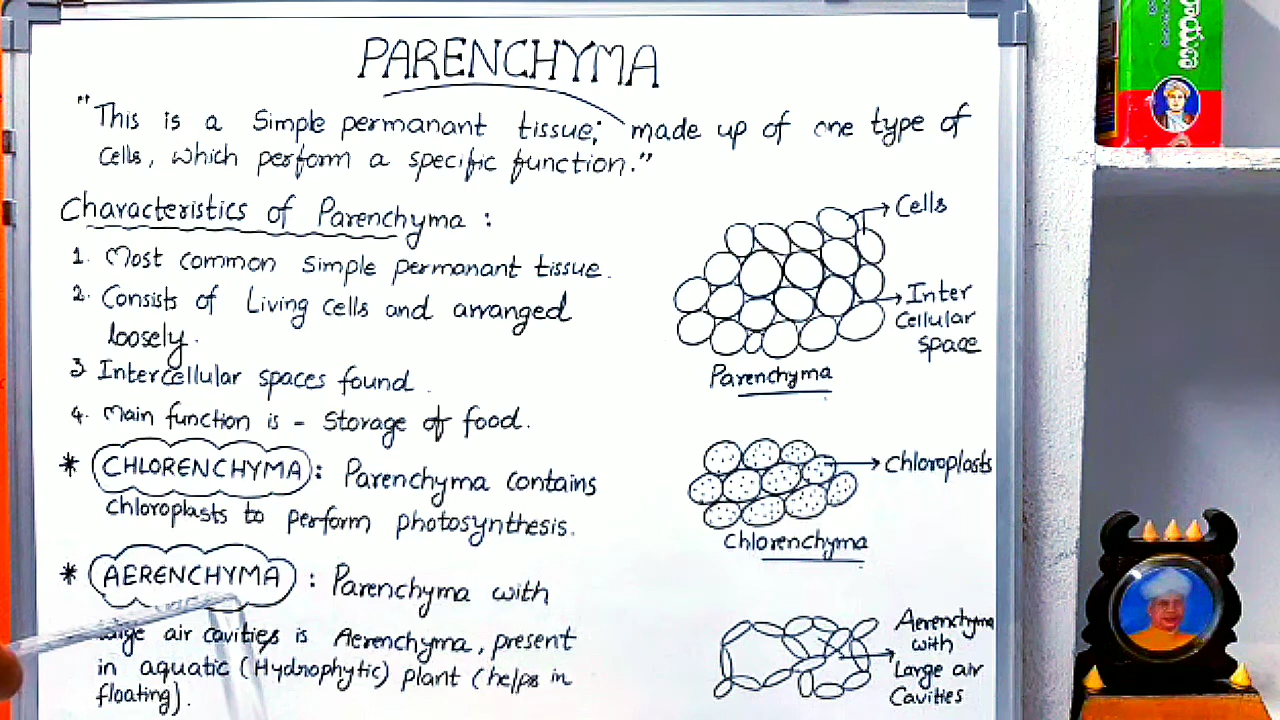 PARENCHYMA
"This is a Simple permanant tissue; made up of one type of
cells, which perform a specific function."
Characteristics of Parenchyma :
1. Most common Simple permanant tissue.
2. Consists of Living cells and arranged
loosely.
3 Intercellular spaces found.
4. Main function is - Storage of food.
* CHLORENCHYMA : Parenchyma contains
chloroplasts to perform photosynthesis.
* AERENCHYMA : Parenchyma with
large air cavities is Aerenchyma, present
in aquatic (Hydrophytic) plant (helps in
floating).
Cells
Inter
Cellular
space
Parenchyma
Chloroplasts
Chlorenchyma
Aerenchyma
with
Large air
Cavities